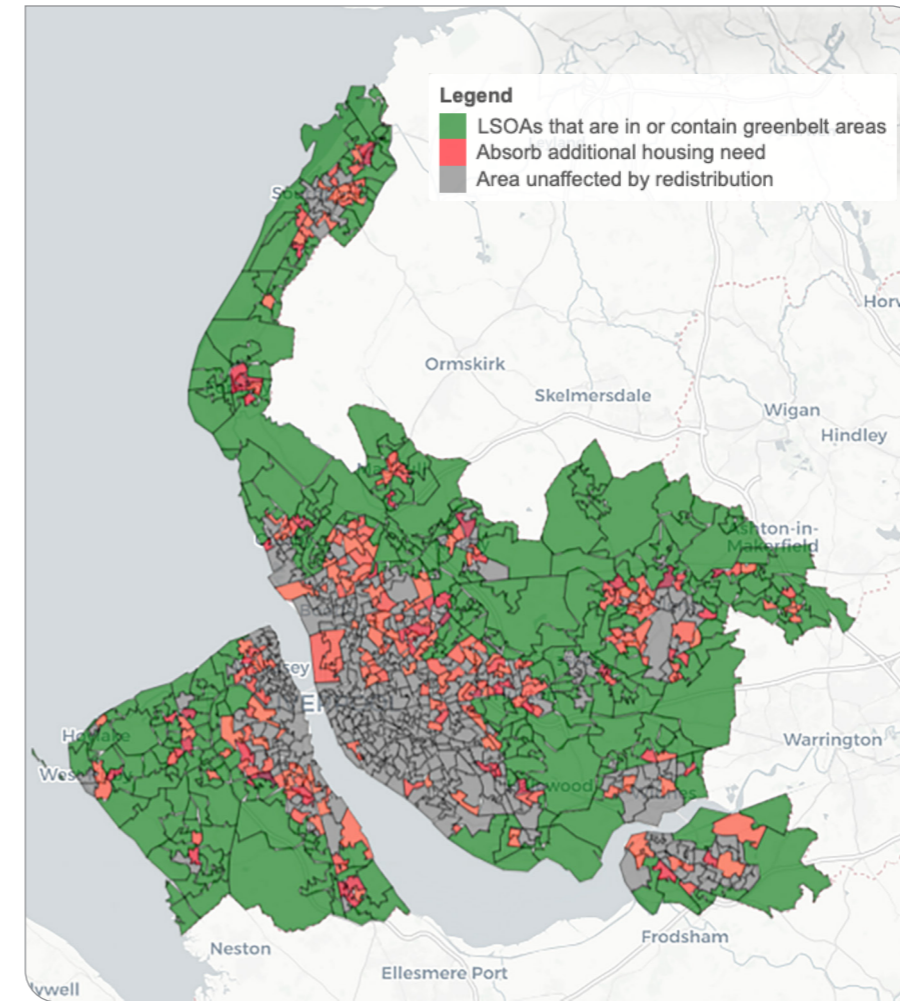 Legend
LSOAs that are in or contain greenbelt areas
Absorb additional housing need
Area unaffected by redistribution
Ormskirk
Skelmersdale
Wigan
Hindley
Ashton-in-
Makerfield
Warrington
Frodsham
Neston
Ellesmere Port